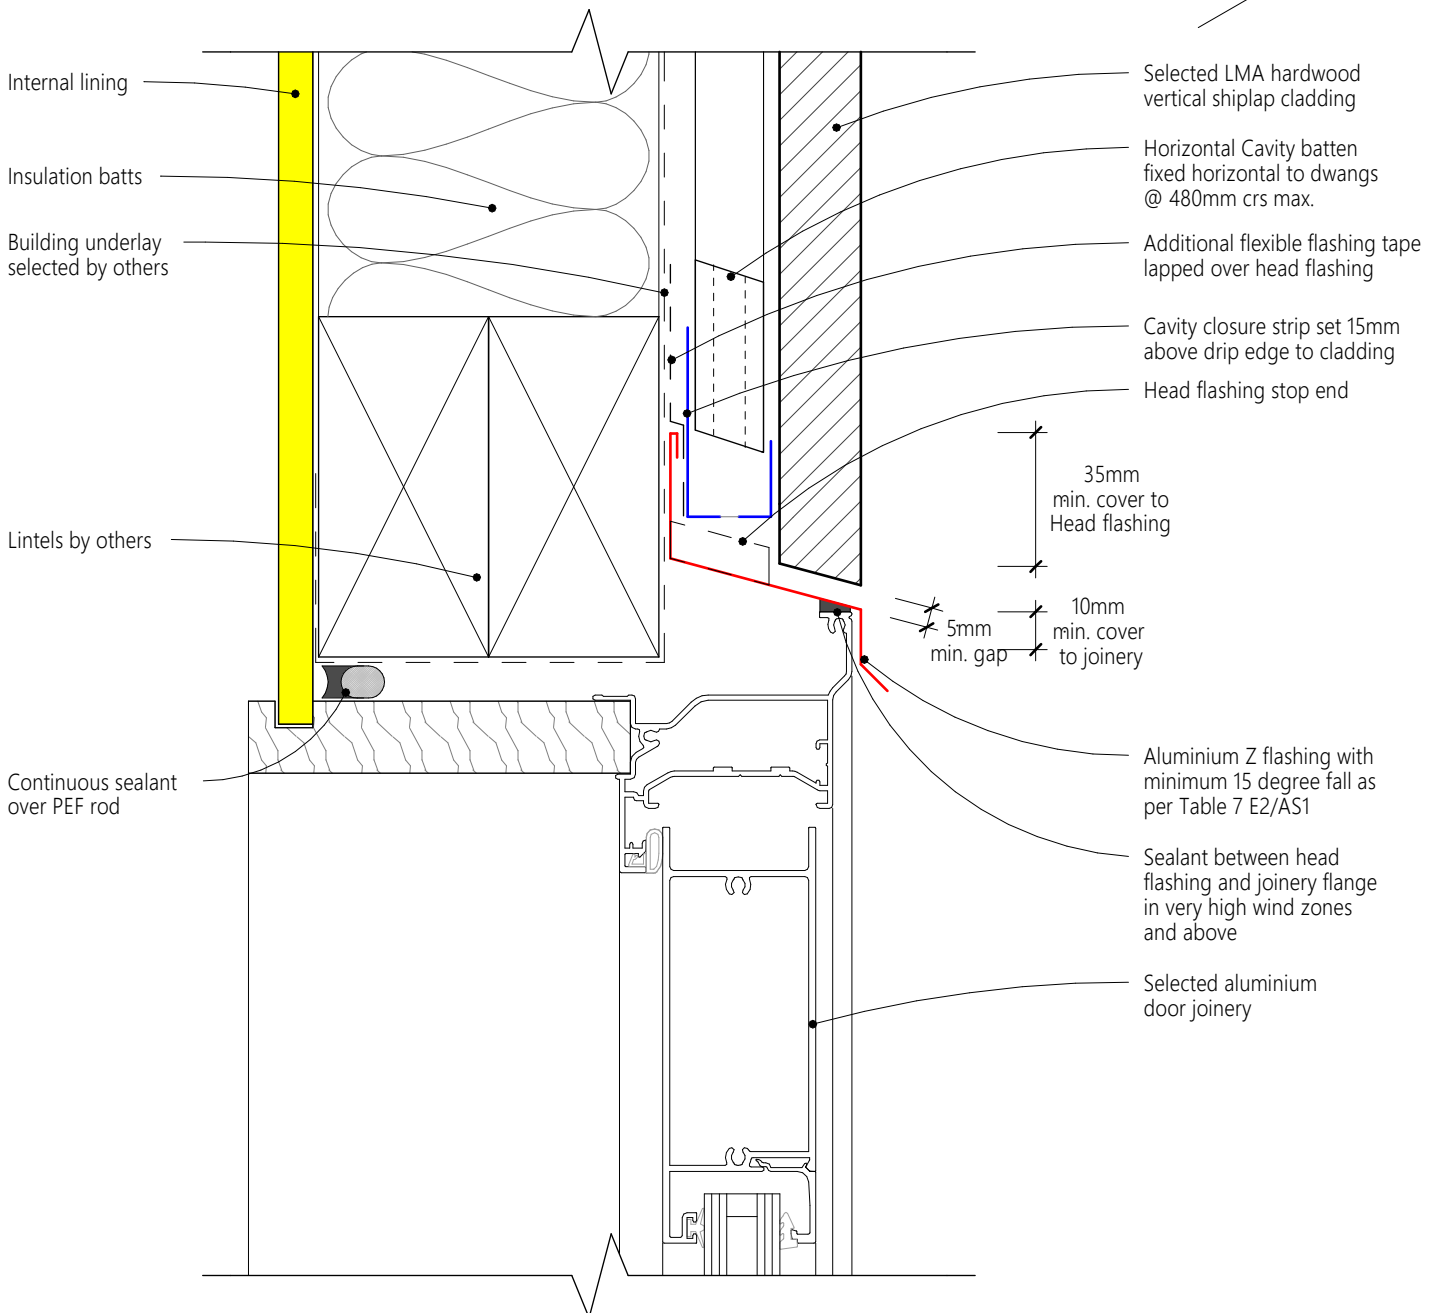 Internal lining
Insulation batts
Building underlay
selected by others
Lintels by others
Continuous sealant
over PEF rod
Selected LMA hardwood
vertical shiplap cladding
Horizontal Cavity batten
fixed horizontal to dwangs
@ 480mm crs max.
Additional flexible flashing tape
lapped over head flashing
Cavity closure strip set 15mm
above drip edge to cladding
Head flashing stop end
35mm
min. cover to
Head flashing
10mm
min. cover
to joinery
5mm
min. gap
Aluminium Z flashing with
minimum 15 degree fall as
per Table 7 E2/AS1
Sealant between head
flashing and joinery flange
in very high wind zones
and above
Selected aluminium
door joinery